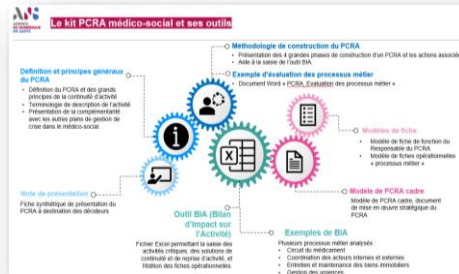 AGENCE
DU NUMÉRIQUE
EN SANTÉ
Le kit PCRA médico-social et ses outils
Méthodologie de construction du PCRA
• Présentation des 4 grandes phases de construction d'un PCRA et les actions associée
• Aide à la saisie de l'outil BIA
Exemple d'évaluation des processus métier
• Document Word « PCRA_Evaluation des processus métier »
Définition et principes généraux
du PCRA
• Définition du PCRA et des grands
principes de la continuité d'activité
• Terminologie de description de l'activité
• Présentation de la complémentarité
avec les autres plans de gestion de
crise dans le médico-social
Modèles de fiche
• Modèle de fiche de fonction du
Responsable du PCRA
• Modèle de fiches opérationnelles
« processus métier »
Note de présentation
Fiche synthétique de présentation du
PCRA à destination des décideurs
Modèle de PCRA cadre
Modèle de PCRA cadre, document
de mise en œuvre stratégique du
PCRA
Outil BIA (Bilan
d'Impact sur
l'Activité)
Fichier Excel permettant la saisie des
activités critiques, des solutions de
continuité et de reprise d'activité, et
l'édition des fiches opérationnelles.
Exemples de BIA
Plusieurs processus métier analysés :
• Circuit du médicament
• Coordination des acteurs internes et externes
• Entretien et maintenance des biens immobiliers
• Gestion des urgences